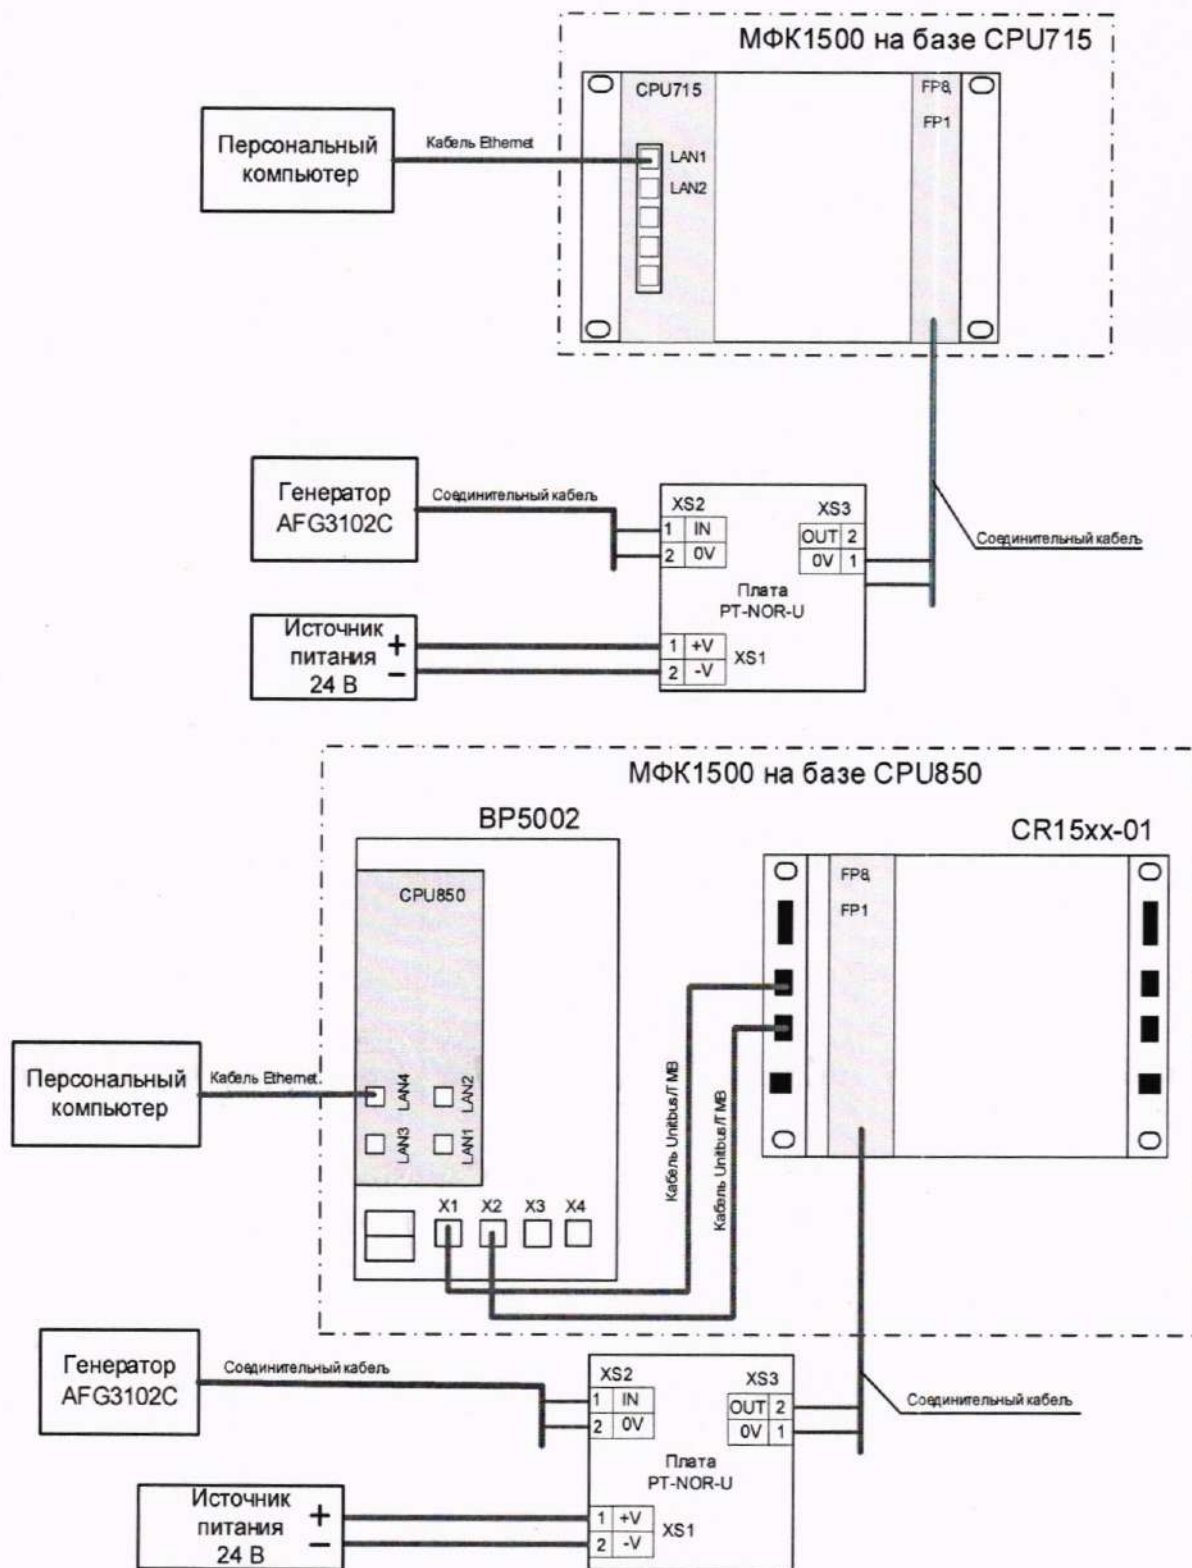 МФК1500 на базе CPU715
CPU715
FP8,
FP1
LAN1
LAN2
Персональный
компьютер
Кабель Ethernet
Генератор
AFG3102C
Соединительный кабель
XS2
1 IN
2 0V
XS3
OUT 2
0V 1
Плата
PT-NOR-U
Соединительный кабель
Источник
питания
24 В
+
−
1 +V
2 -V
XS1
МФК1500 на базе CPU850
BP5002
CR15xx-01
CPU850
FP8,
FP1
Персональный
компьютер
Кабель Ethernet
LAN4
LAN2
LAN3
LAN1
X1 X2 X3 X4
Кабель Unitbus/TMB
Кабель Unitbus/TMB
Генератор
AFG3102C
Соединительный кабель
XS2
1 IN
2 0V
XS3
OUT 2
0V 1
Плата
PT-NOR-U
Соединительный кабель
Источник
питания
24 В
+
−
1 +V
2 -V
XS1